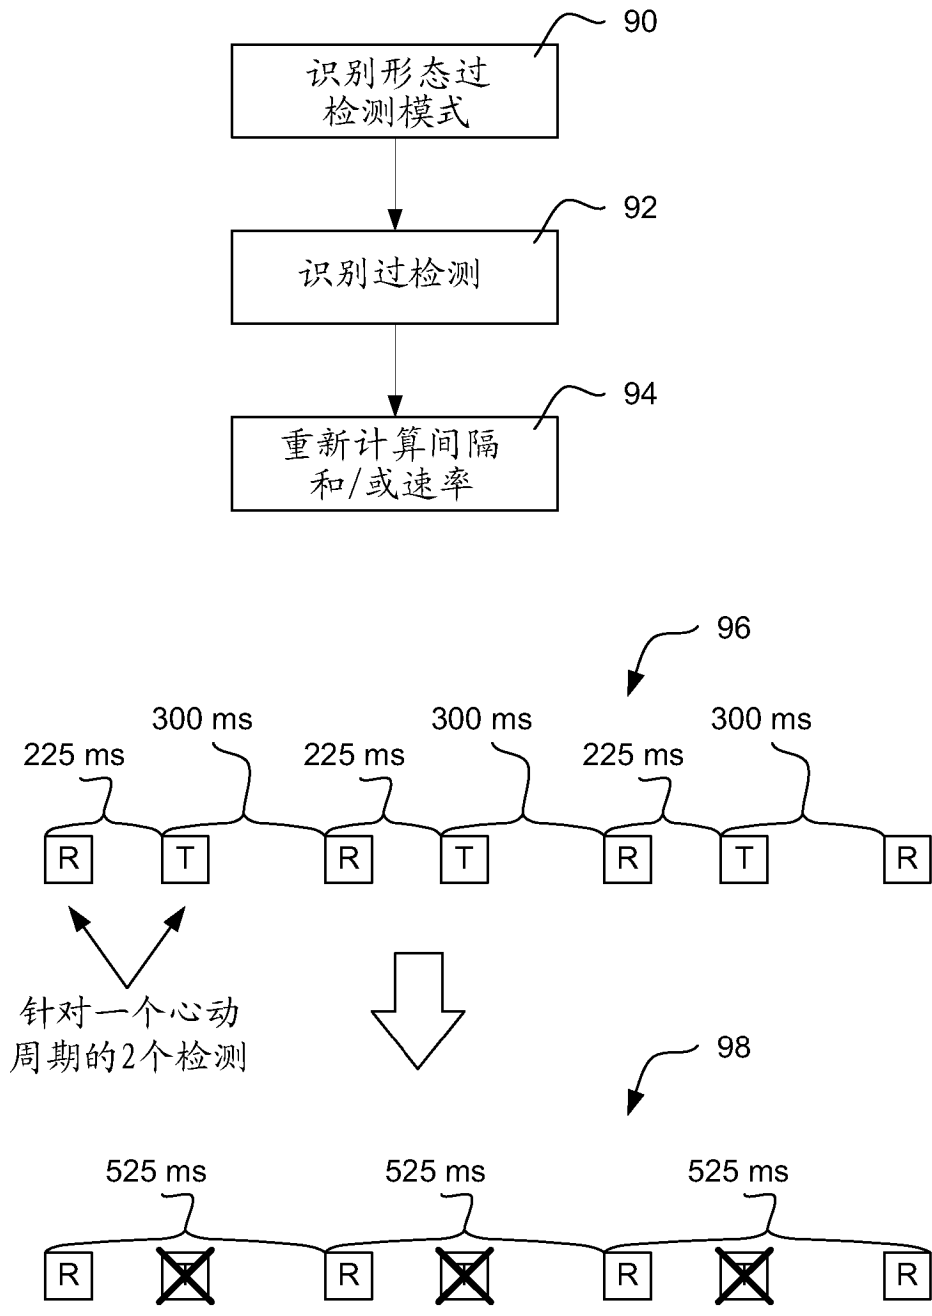 90
识别形态过
检测模式
92
识别过检测
94
重新计算间隔
和/或速率
96
300 ms 300 ms 300 ms
225 ms 225 ms 225 ms
R T R T R T R
针对一个心动
周期的2个检测
98
525 ms 525 ms 525 ms
R T R T R T R